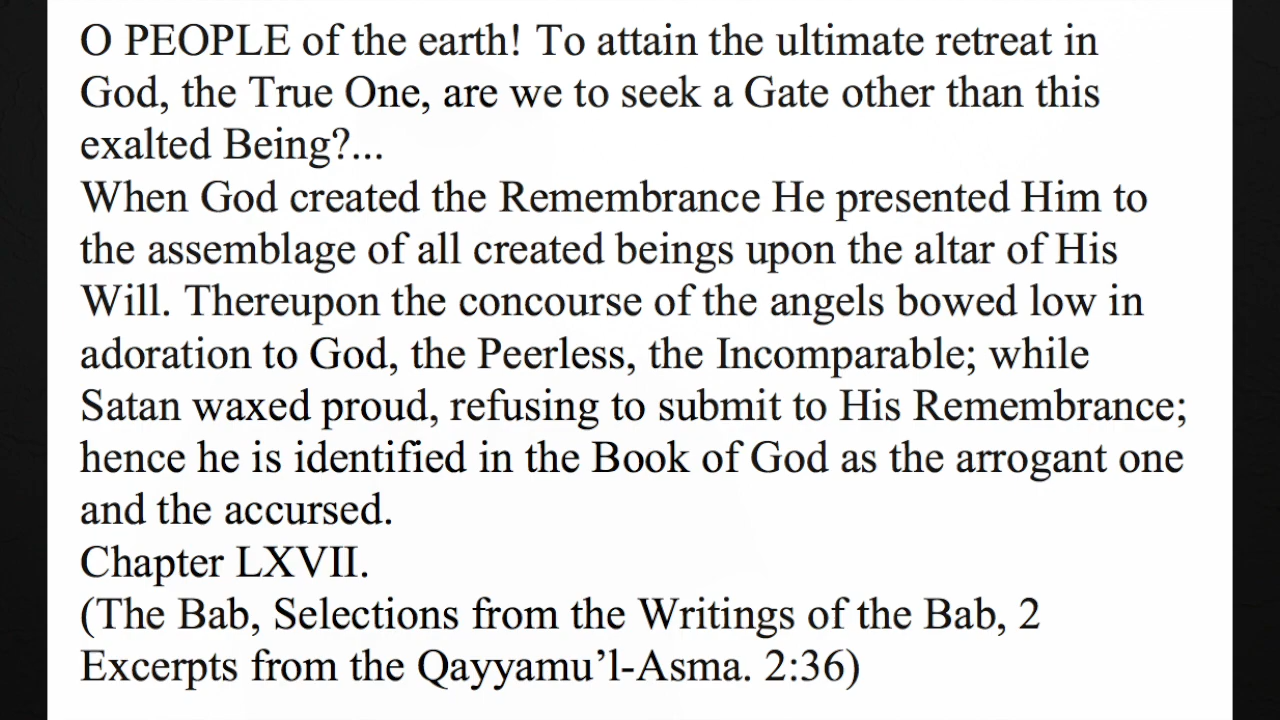 O PEOPLE of the earth! To attain the ultimate retreat in
God, the True One, are we to seek a Gate other than this
exalted Being?...
When God created the Remembrance He presented Him to
the assemblage of all created beings upon the altar of His
Will. Thereupon the concourse of the angels bowed low in
adoration to God, the Peerless, the Incomparable; while
Satan waxed proud, refusing to submit to His Remembrance;
hence he is identified in the Book of God as the arrogant one
and the accursed.
Chapter LXVII.
(The Bab, Selections from the Writings of the Bab, 2
Excerpts from the Qayyamu’l-Asma. 2:36)